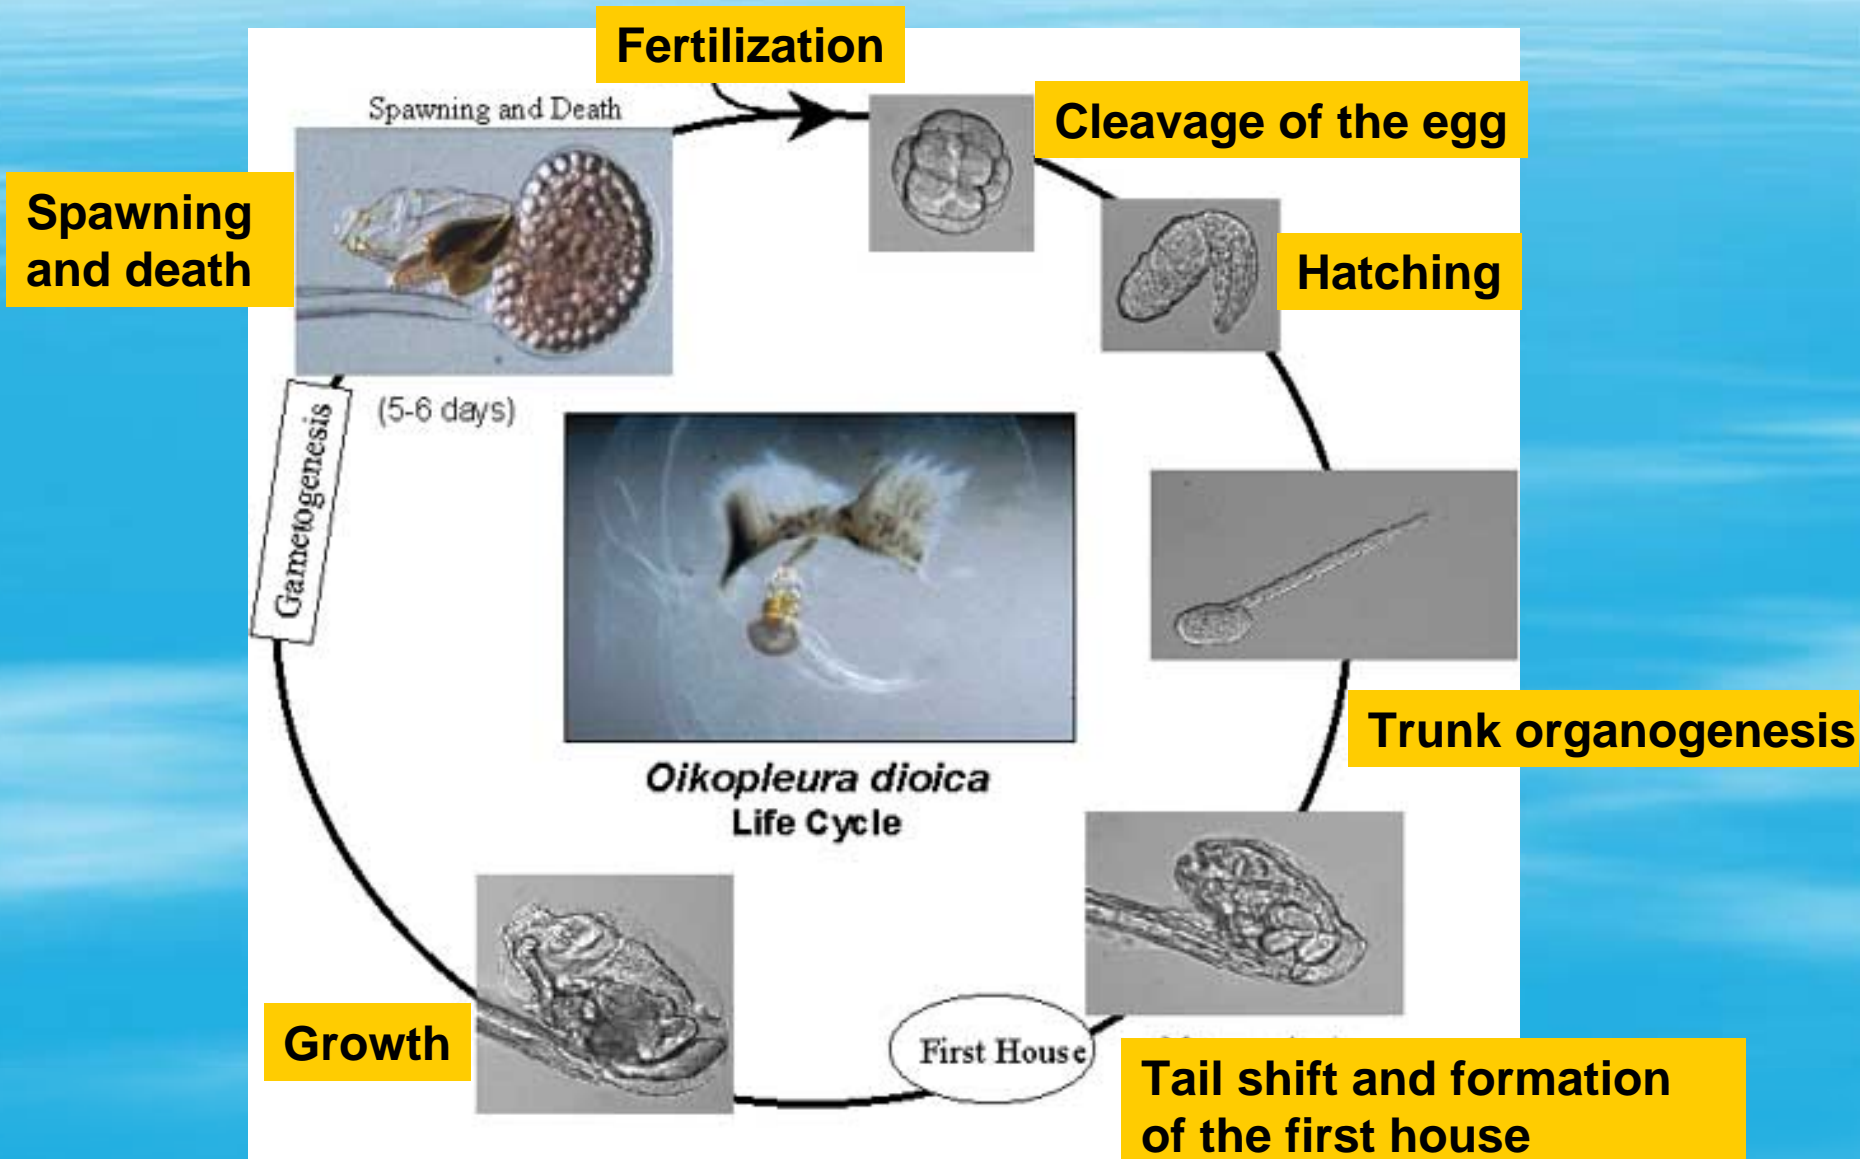 Fertilization
Spawning and Death
Cleavage of the egg
Spawning
and death
Hatching
(5-6 days)
Gametogenesis
Trunk organogenesis
Oikopleura dioica
Life Cycle
Growth
First House
Tail shift and formation
of the first house